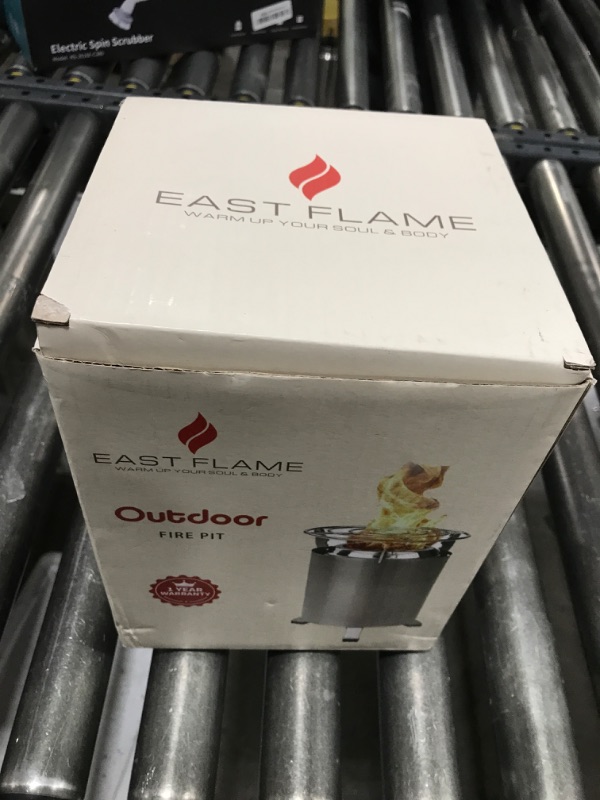 Electric Spin Scrubber
EAST FLAME
WARM UP YOUR SOUL & BODY
EAST FLAME
WARM UP YOUR SOUL & BODY
Outdoor
FIRE PIT
1 YEAR
WARRANTY